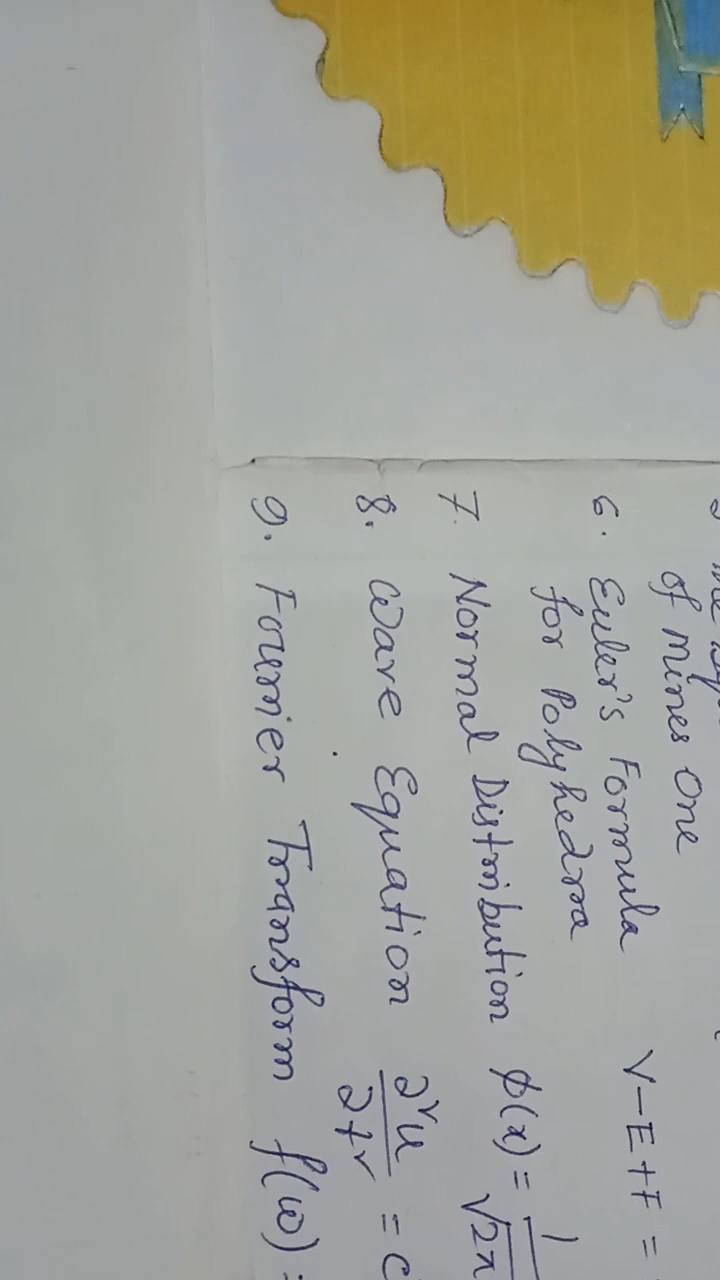 of mines one
6. Euler's Formula V-E+F =
for Polyhedra
7. Normal Distribution φ(x) = 1/√2π
8. Wave Equation ∂²u/∂t² = c
9. Fourier Transform f(ω) =